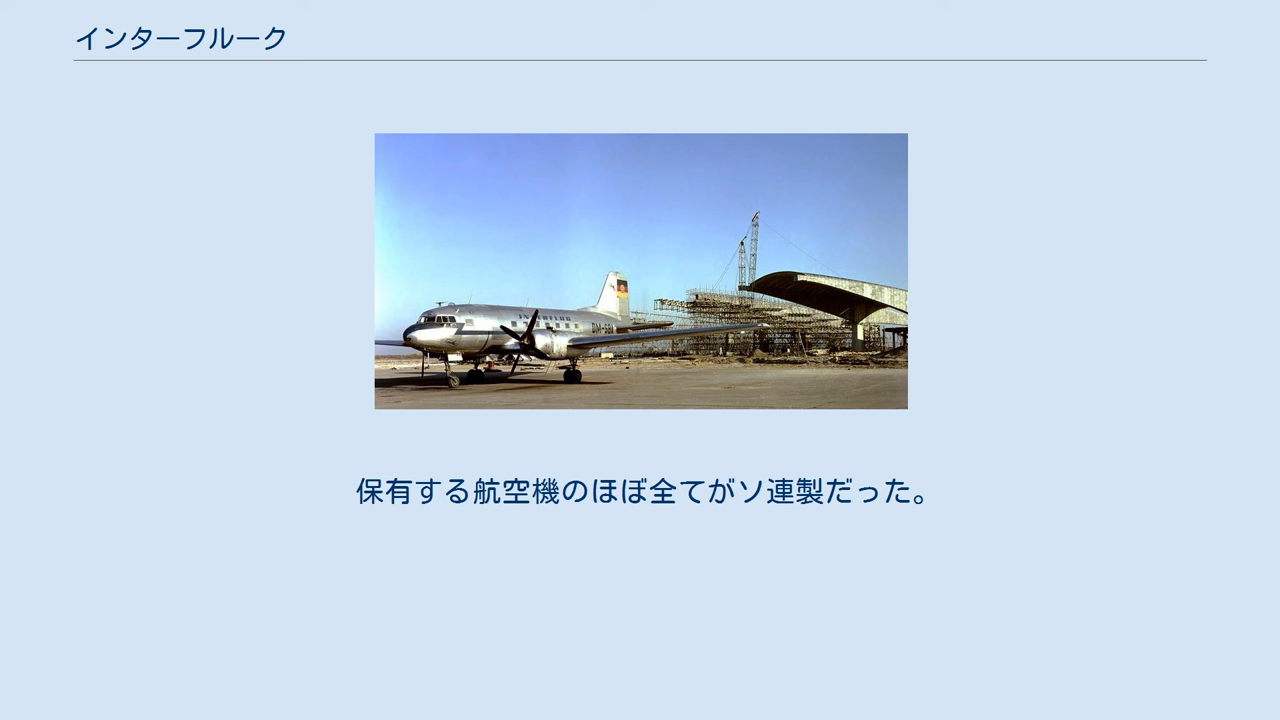 インターフルーク
保有する航空機のほぼ全てがソ連製だった。